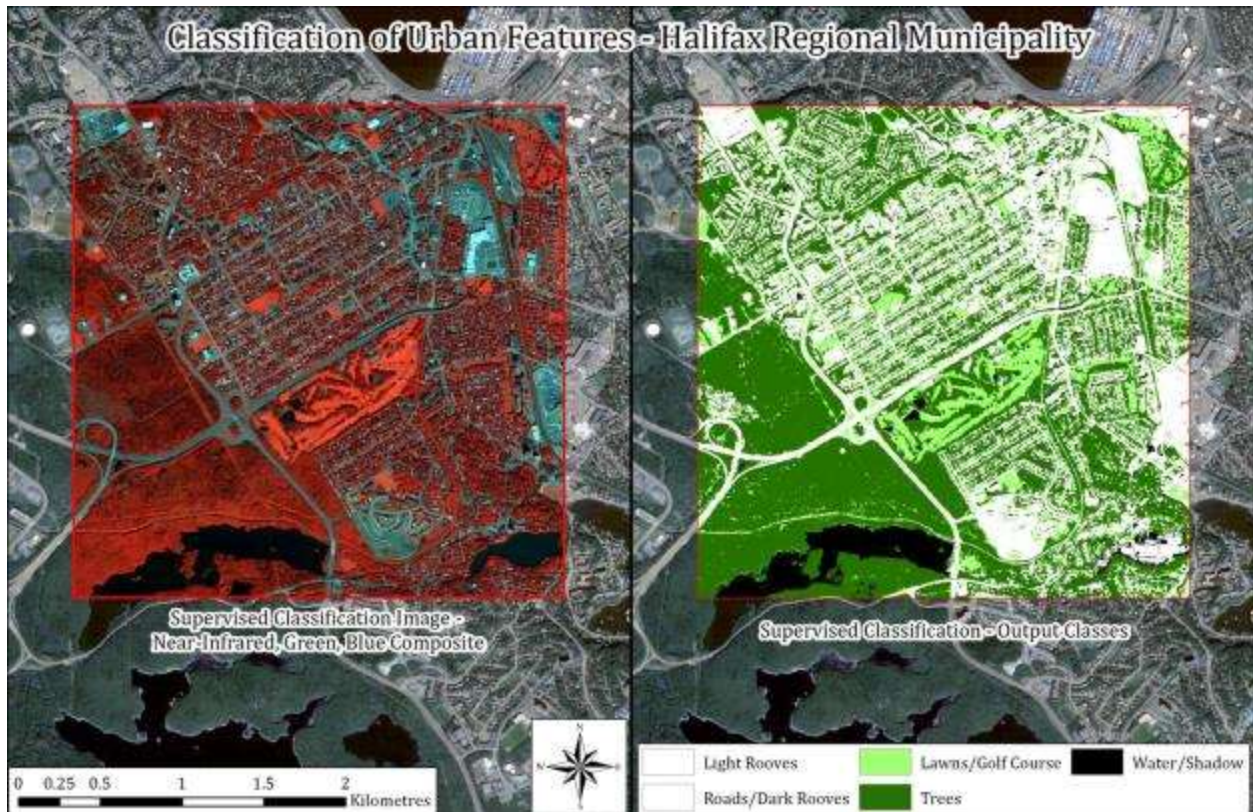 Classification of Urban Features - Halifax Regional Municipality
Supervised Classification Image -
Near-Infrared, Green, Blue Composite
Supervised Classification - Output Classes
N
W E
S
0 0.25 0.5 1 1.5 2
Kilometres
Light Rooves Lawns/Golf Course Water/Shadow
Roads/Dark Rooves Trees